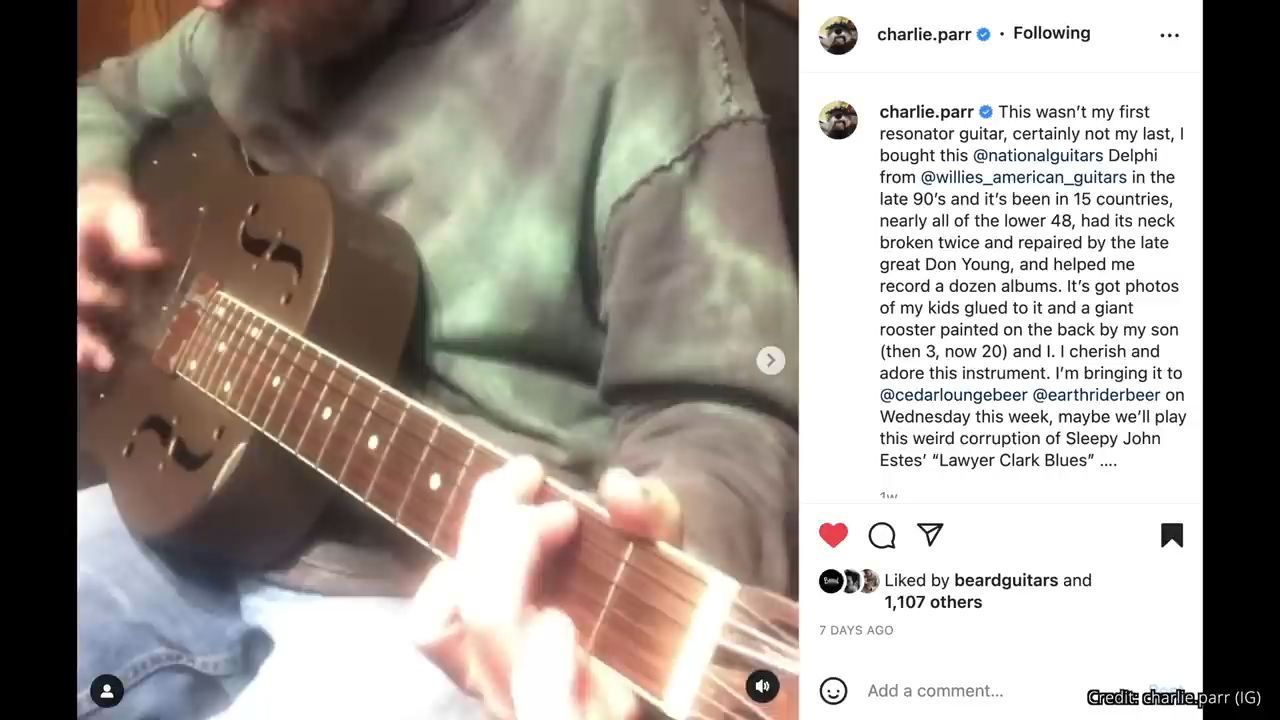 charlie.parr • Following
charlie.parr This wasn't my first
resonator guitar, certainly not my last, I
bought this @nationalguitars Delphi
from @willies_american_guitars in the
late 90's and it's been in 15 countries,
nearly all of the lower 48, had its neck
broken twice and repaired by the late
great Don Young, and helped me
record a dozen albums. It's got photos
of my kids glued to it and a giant
rooster painted on the back by my son
(then 3, now 20) and I. I cherish and
adore this instrument. I'm bringing it to
@cedarloungebeer @earthriderbeer on
Wednesday this week, maybe we'll play
this weird corruption of Sleepy John
Estes' “Lawyer Clark Blues” ....
1w
Liked by beardguitars and
1,107 others
7 DAYS AGO
Add a comment...
Post
Credit: charlie.parr (IG)